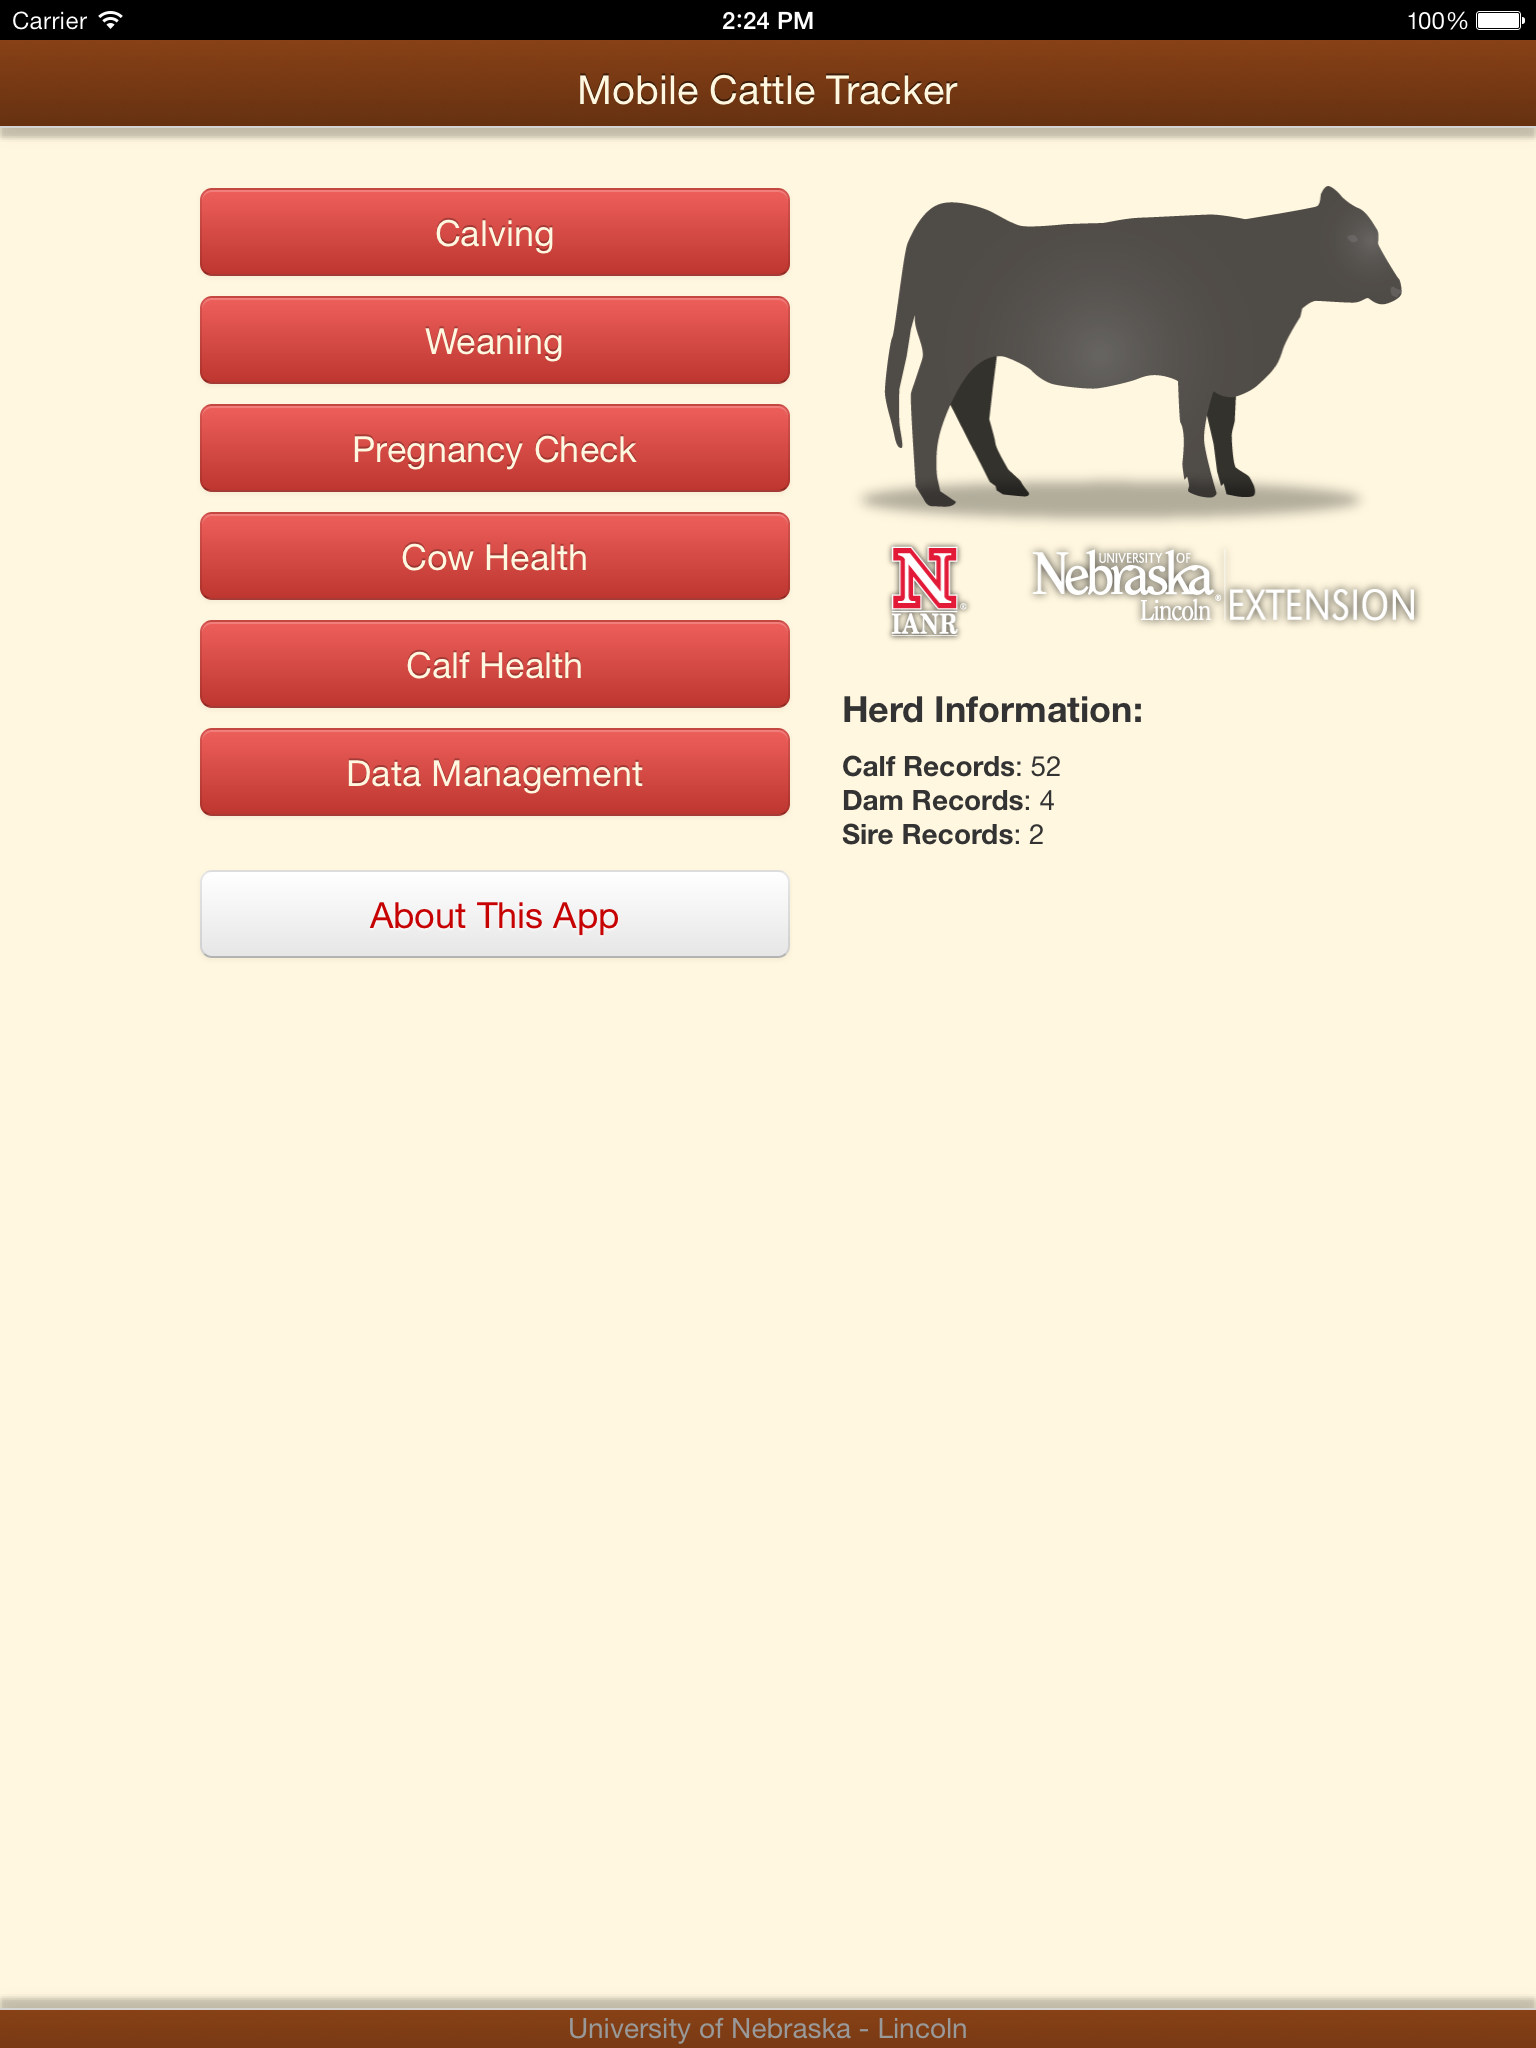 Carrier
2:24 PM
100%
Mobile Cattle Tracker
Calving
Weaning
Pregnancy Check
Cow Health
Calf Health
Data Management
About This App
N
IANR
®
UNIVERSITY OF
Nebraska
Lincoln
®
EXTENSION
Herd Information:
Calf Records: 52
Dam Records: 4
Sire Records: 2
University of Nebraska - Lincoln